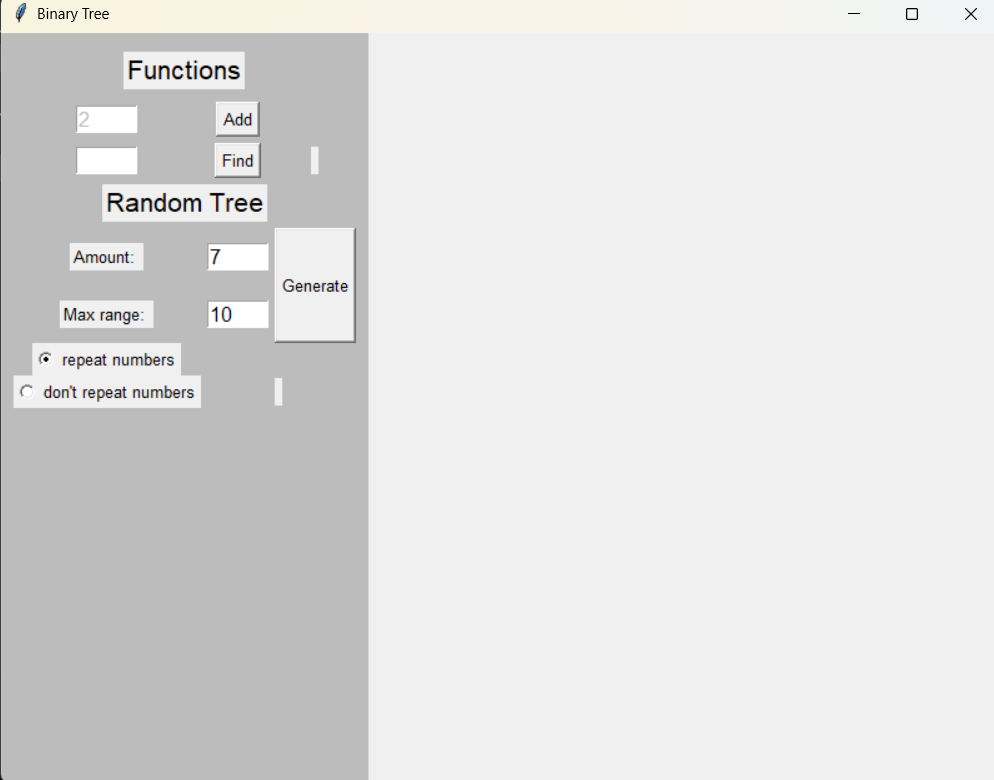 Binary Tree
Functions
2 Add
Find
Random Tree
Amount: 7
Generate
Max range: 10
repeat numbers
don't repeat numbers